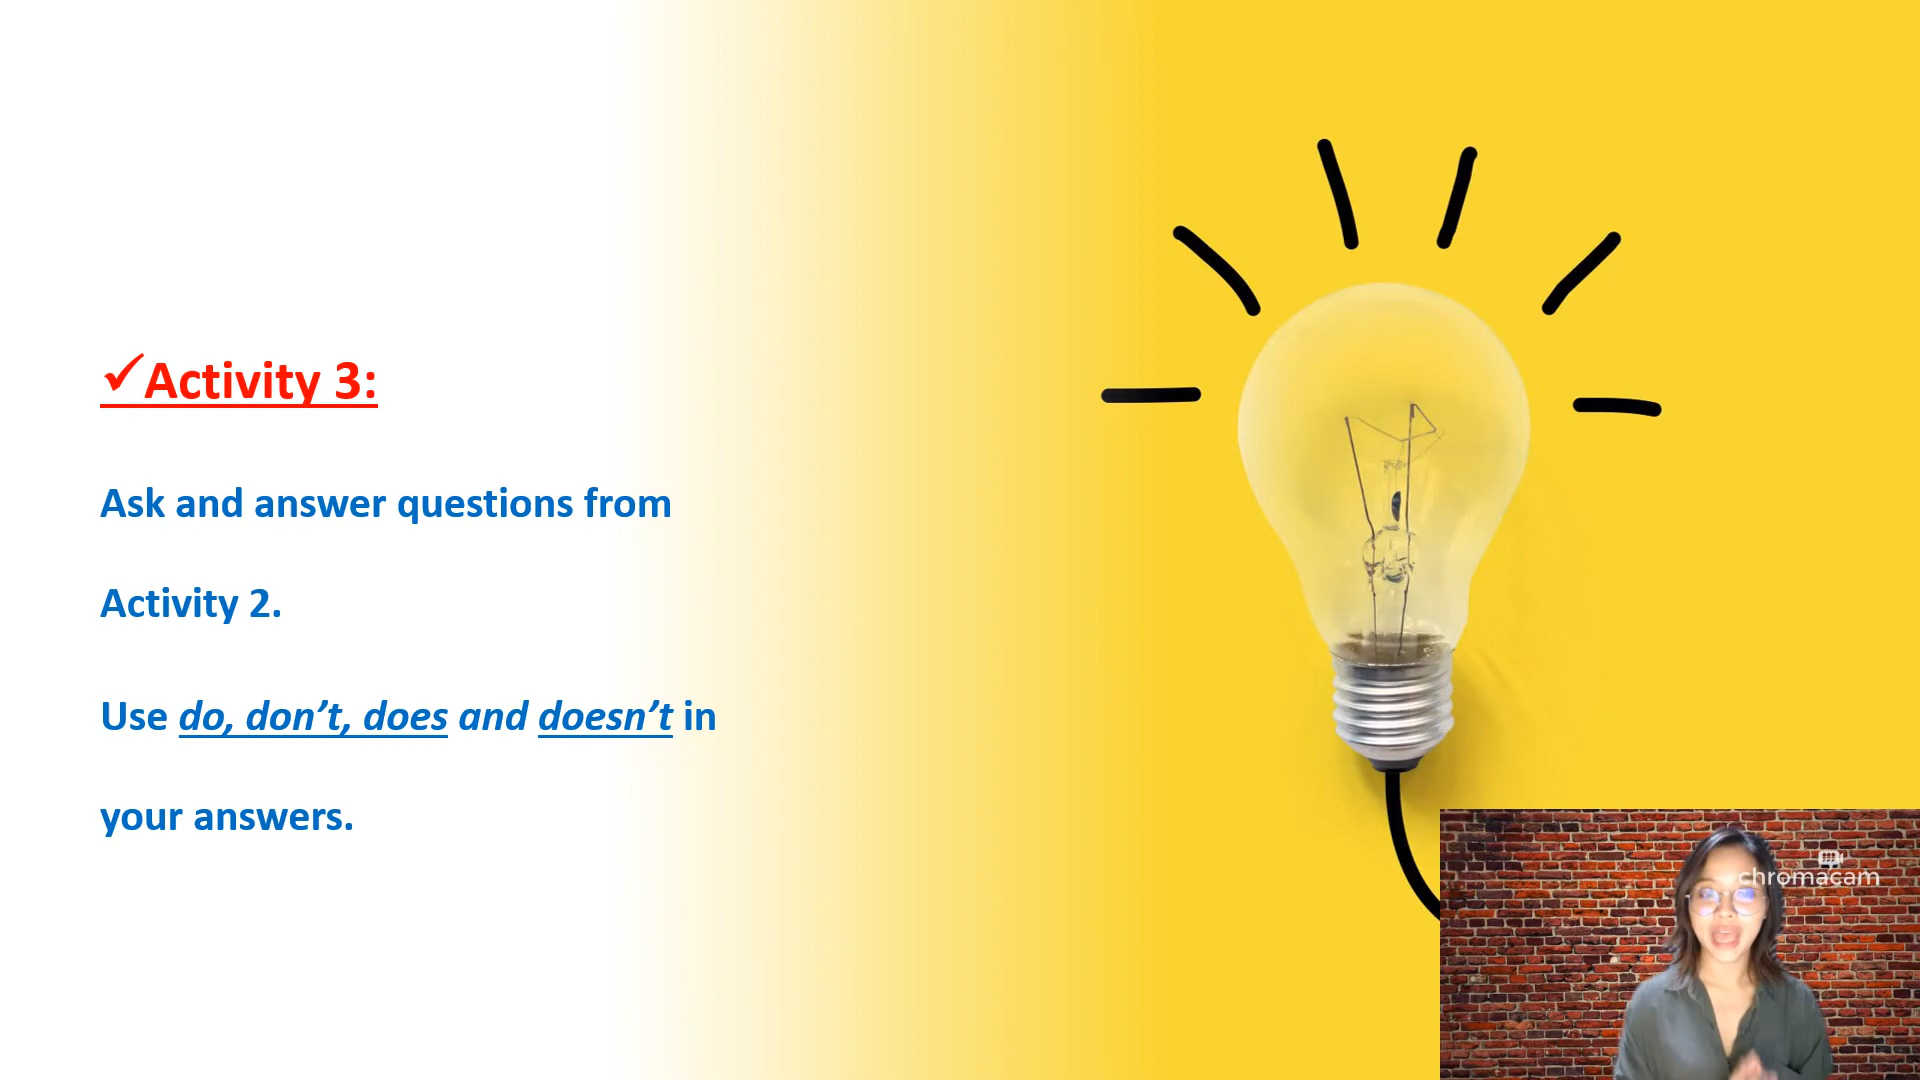 ✓Activity 3:
Ask and answer questions from
Activity 2.
Use do, don’t, does and doesn’t in
your answers.
chromacam